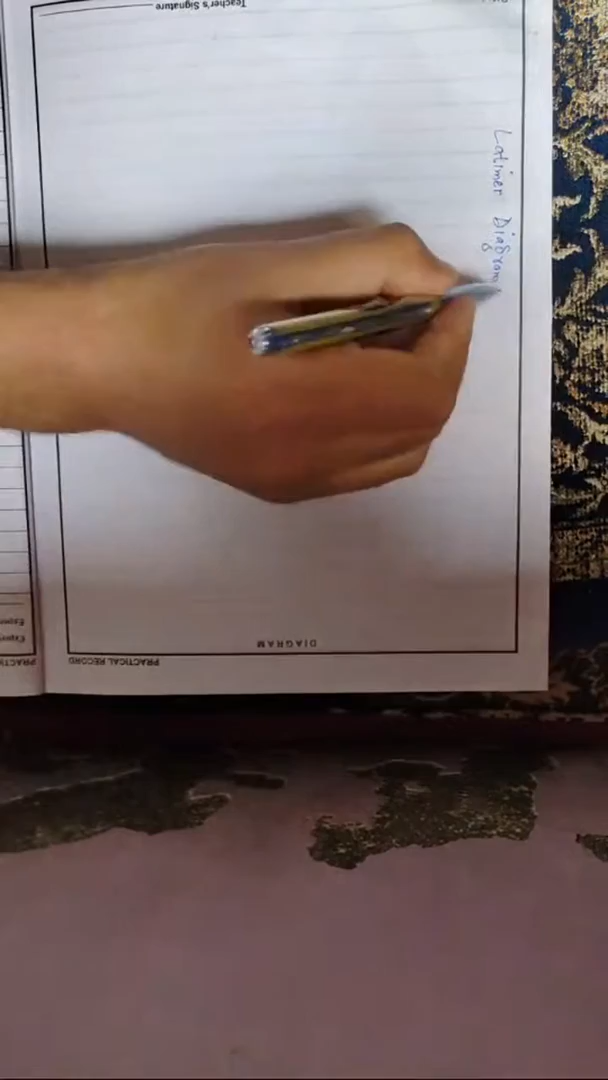 Latimer Diagram
Teacher's Signature
DIAGRAM
PRACTICAL RECORD